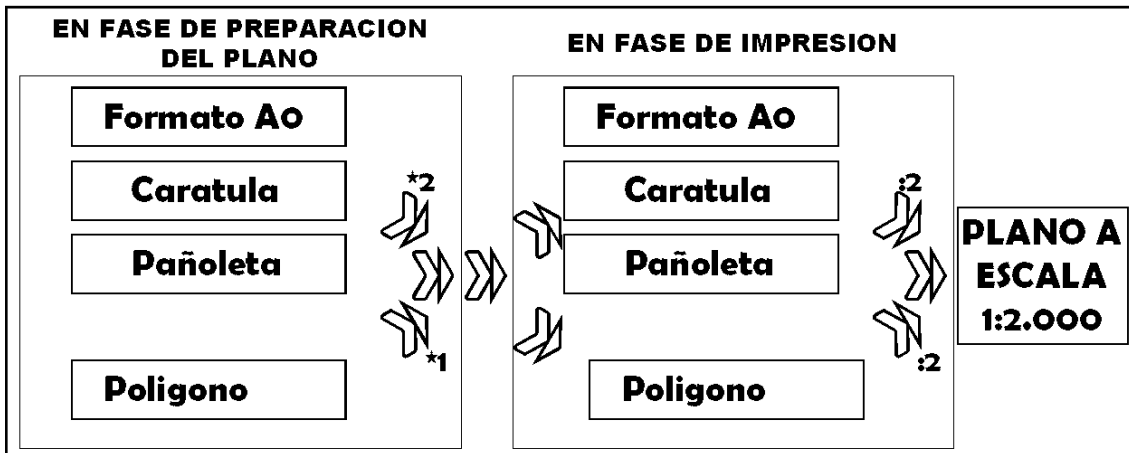 EN FASE DE PREPARACION
DEL PLANO
Formato A0
Caratula
*2
Pañoleta
*1
Poligono
EN FASE DE IMPRESION
Formato A0
Caratula
:2
Pañoleta
:2
Poligono
PLANO A
ESCALA
1:2.000